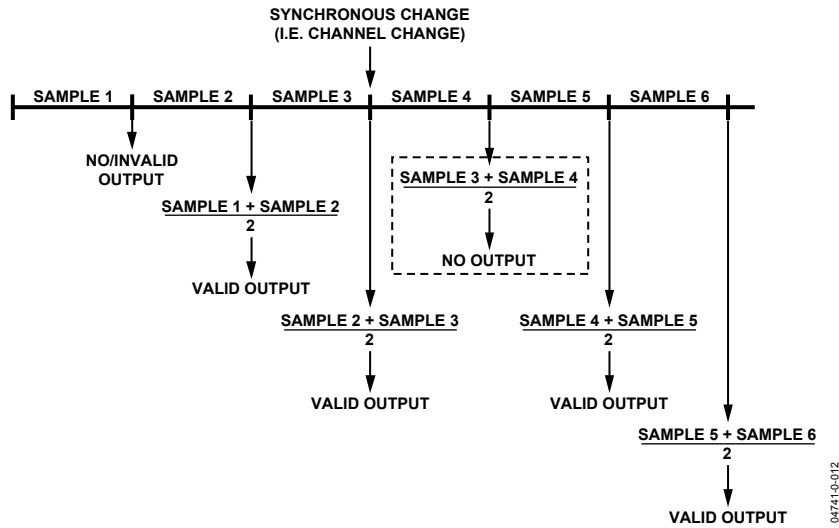 SYNCHRONOUS CHANGE
(I.E. CHANNEL CHANGE)
SAMPLE 1
SAMPLE 2
SAMPLE 3
SAMPLE 4
SAMPLE 5
SAMPLE 6
NO/INVALID
OUTPUT
SAMPLE 1 + SAMPLE 2
2
VALID OUTPUT
SAMPLE 2 + SAMPLE 3
2
VALID OUTPUT
SAMPLE 3 + SAMPLE 4
2
NO OUTPUT
SAMPLE 4 + SAMPLE 5
2
VALID OUTPUT
SAMPLE 5 + SAMPLE 6
2
VALID OUTPUT
04741-0-012